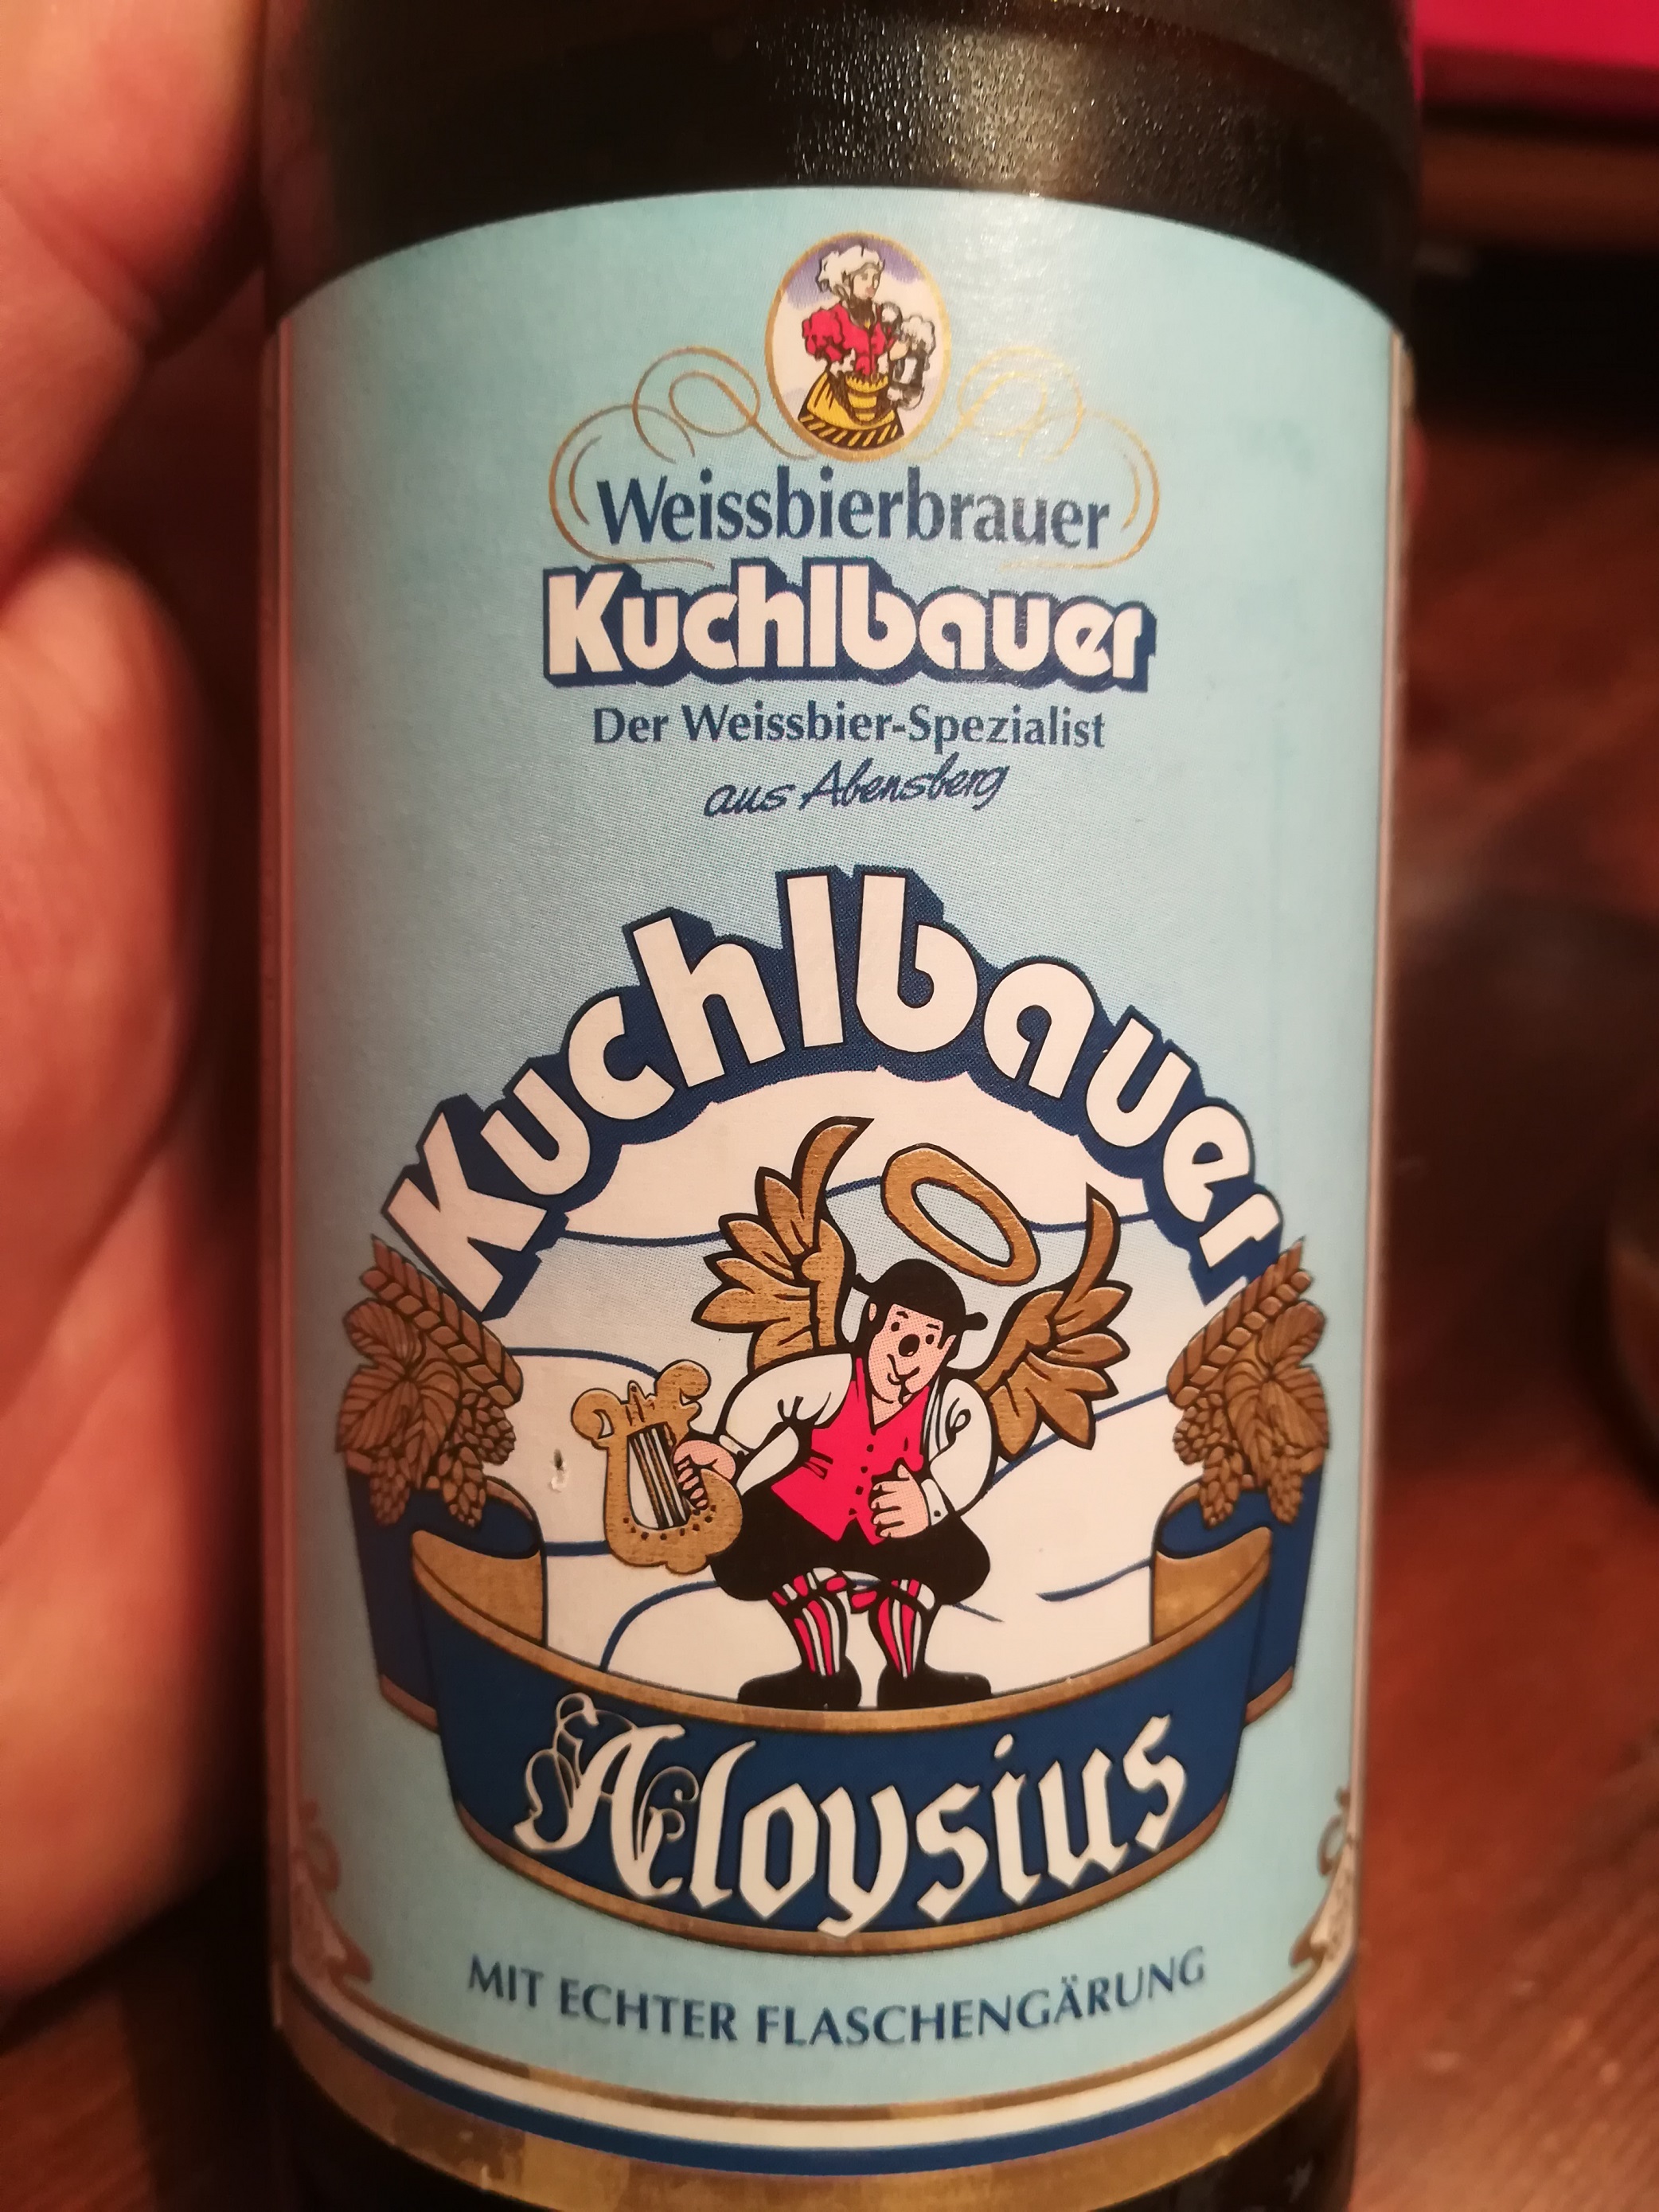 Weissbierbrauer
Kuchlbauer
Der Weissbier-Spezialist
aus Abensberg
Kuchlbauer
Aloysius
MIT ECHTER FLASCHENGÄRUNG